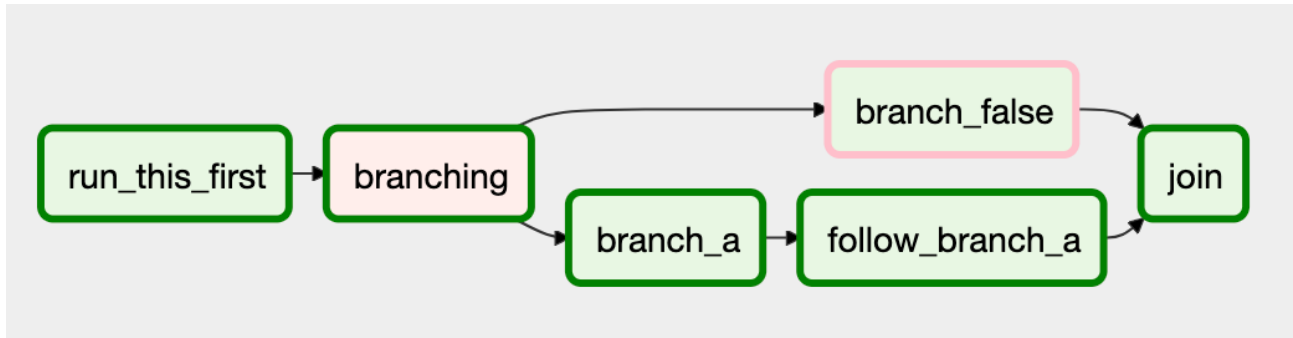 run_this_first
branching
branch_false
branch_a
follow_branch_a
join